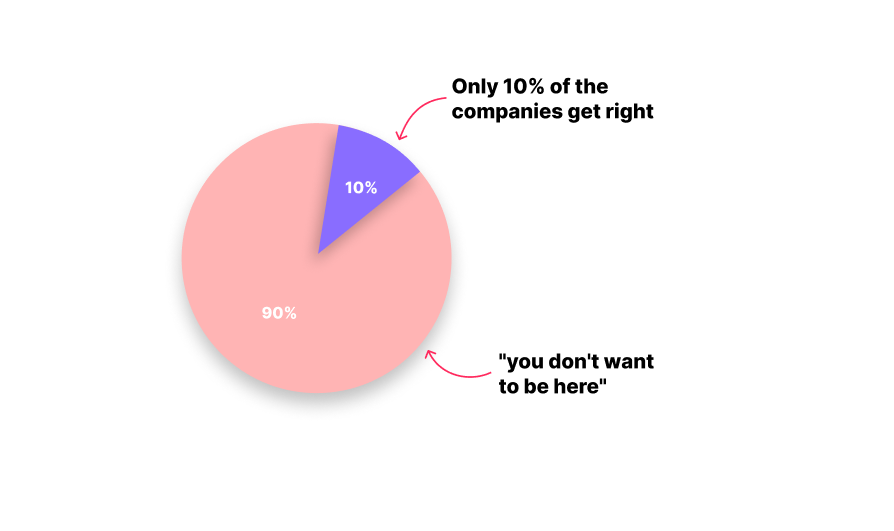 Only 10% of the
companies get right
10%
90%
"you don't want
to be here"